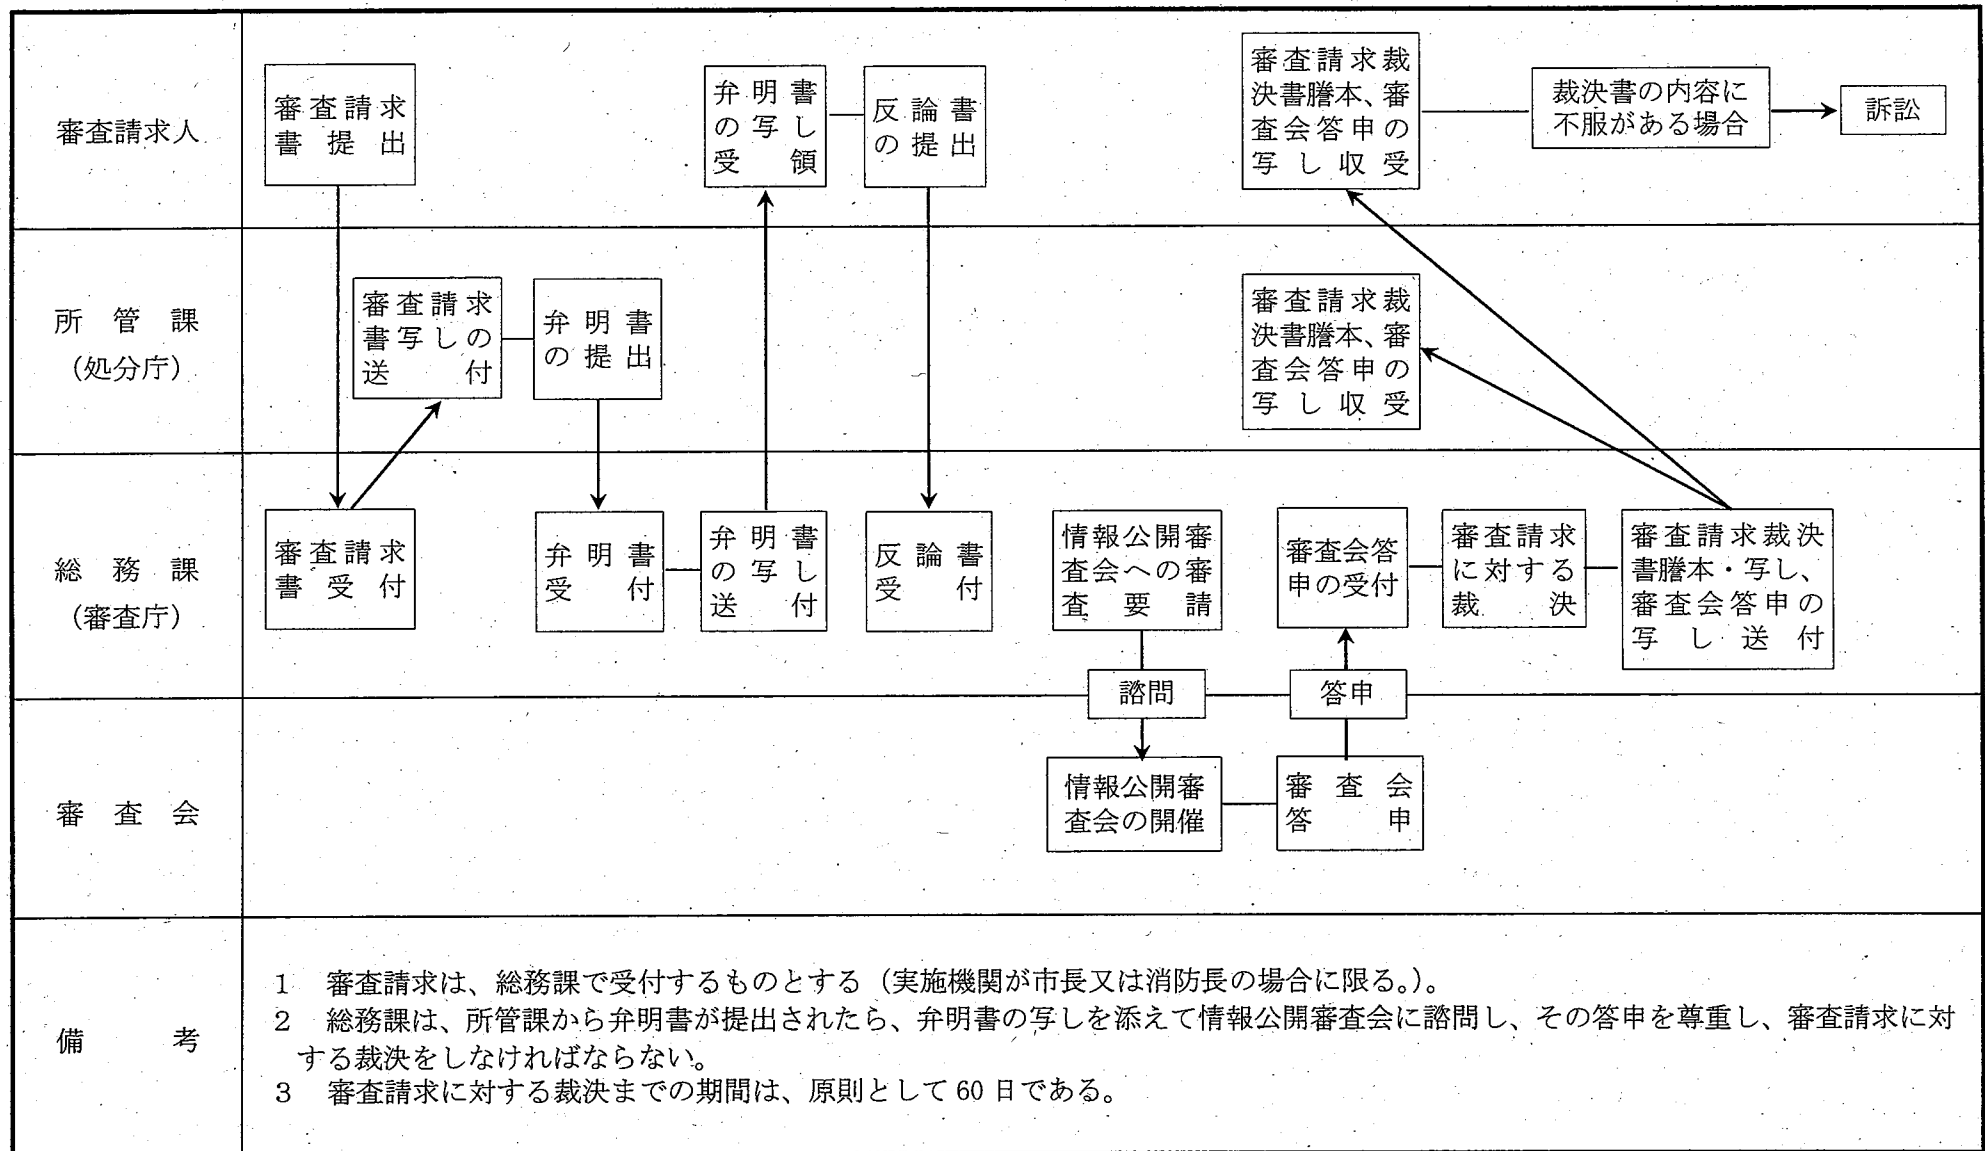 審査請求人
審査請求
書提出
弁明書
の写し
受領
反論書
の提出
審査請求裁
決書謄本、審
査会答申の
写し収受
裁決書の内容に
不服がある場合
訴訟
所管課
(処分庁)
審査請求
書写しの
送付
弁明書
の提出
審査請求裁
決書謄本、審
査会答申の
写し収受
総務課
(審査庁)
審査請求
書受付
弁明書
受付
弁明書
の写し
送付
反論書
受付
情報公開審
査会への審
査要請
審査会答
申の受付
審査請求
に対する
裁決
審査請求裁決
書謄本・写し、
審査会答申の
写し送付
諮問
答申
審査会
情報公開審
査会の開催
審査会
答申
備考
1 審査請求は、総務課で受付するものとする（実施機関が市長又は消防長の場合に限る。）。
2 総務課は、所管課から弁明書が提出されたら、弁明書の写しを添えて情報公開審査会に諮問し、その答申を尊重し、審査請求に対
する裁決をしなければならない。
3 審査請求に対する裁決までの期間は、原則として60日である。